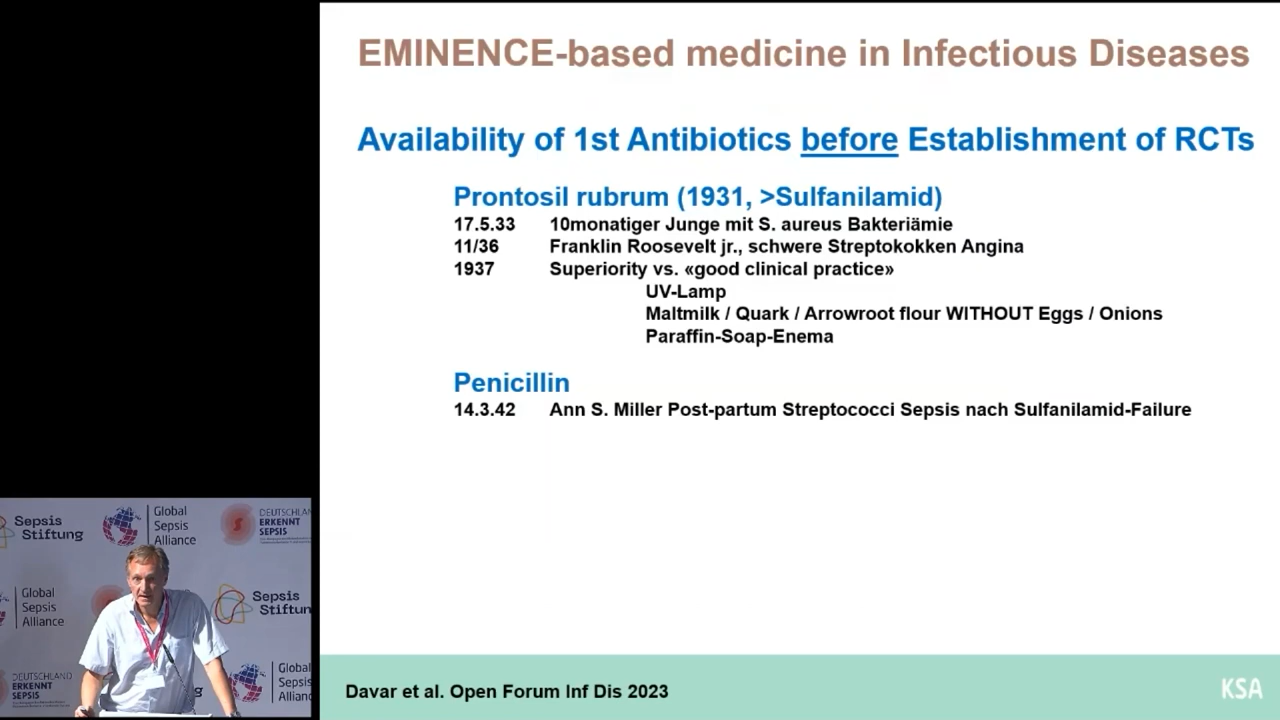 EMINENCE-based medicine in Infectious Diseases
Availability of 1st Antibiotics before Establishment of RCTs
Prontosil rubrum (1931, >Sulfanilamid)
17.5.33 10monatiger Junge mit S. aureus Bakteriämie
11/36 Franklin Roosevelt jr., schwere Streptokokken Angina
1937 Superiority vs. «good clinical practice»
UV-Lamp
Maltmilk / Quark / Arrowroot flour WITHOUT Eggs / Onions
Paraffin-Soap-Enema
Penicillin
14.3.42 Ann S. Miller Post-partum Streptococci Sepsis nach Sulfanilamid-Failure
Davar et al. Open Forum Inf Dis 2023
KSA
Sepsis
Stiftung
Global
Sepsis
Alliance
DEUTSCHLAND
ERKENNT
SEPSIS
Global
Sepsis
Alliance
Sepsis
Stiftun
DEUTSCHLAND
ERKENNT
SEPSIS
Global
Sepsis
Allianc